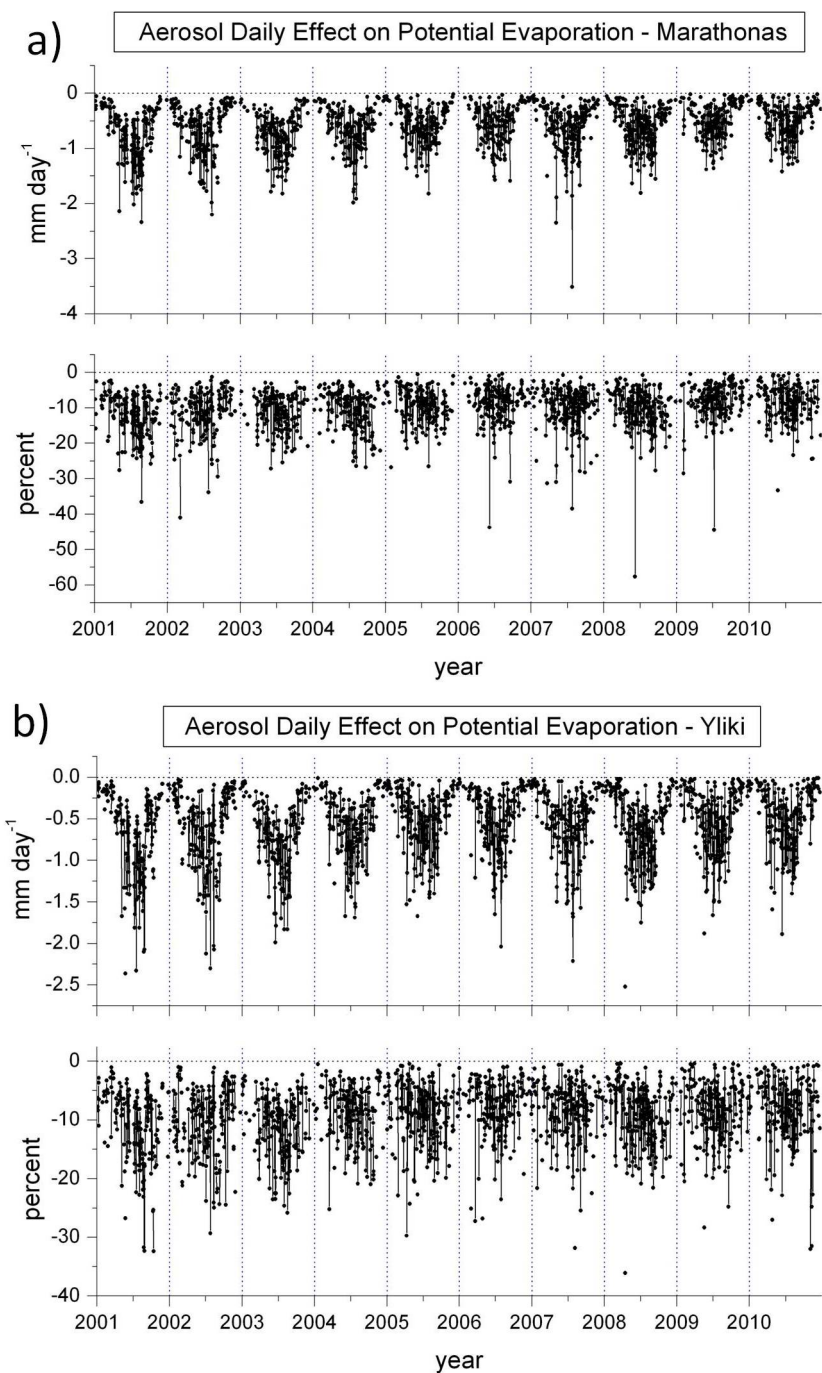 a)
Aerosol Daily Effect on Potential Evaporation - Marathonas
0
-1
-2
-3
-4
mm day-1
0
-10
-20
-30
-40
-50
-60
percent
2001 2002 2003 2004 2005 2006 2007 2008 2009 2010
year
b)
Aerosol Daily Effect on Potential Evaporation - Yliki
0.0
-0.5
-1.0
-1.5
-2.0
-2.5
mm day-1
0
-10
-20
-30
-40
percent
2001 2002 2003 2004 2005 2006 2007 2008 2009 2010
year